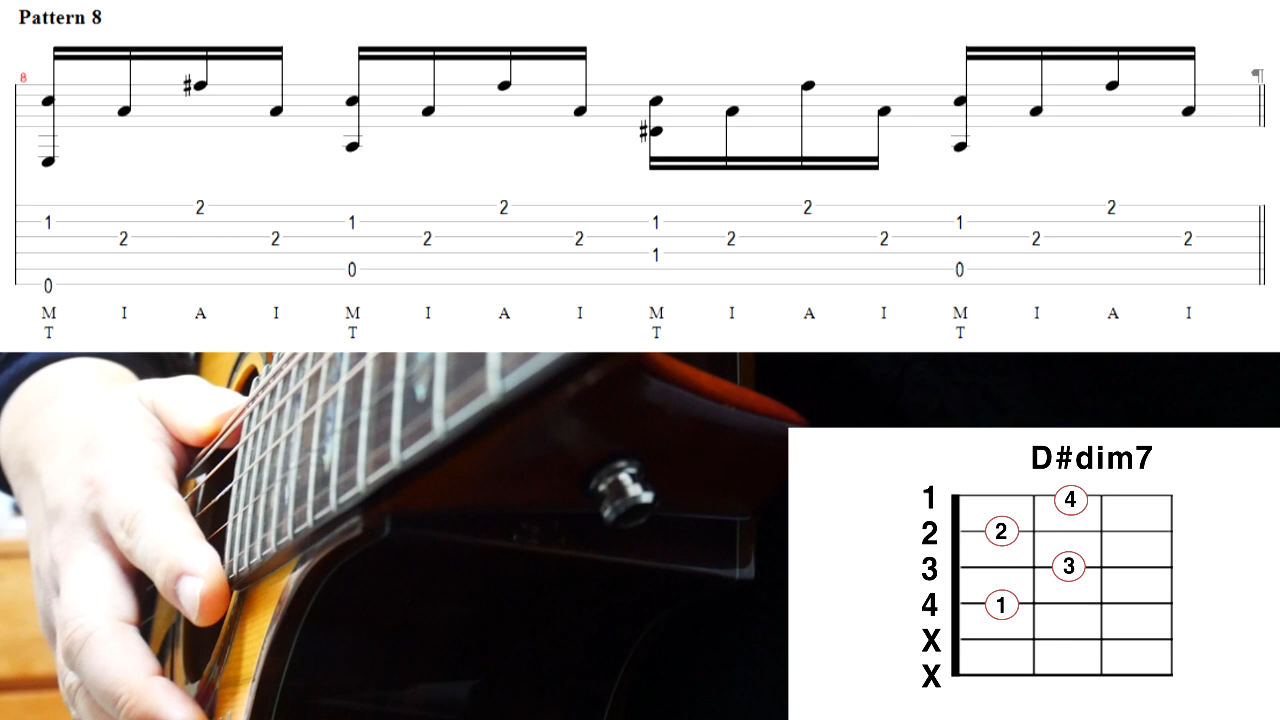 Pattern 8
8
2 2 2 2
1 1 1 1
2 2 2 2 2 2 2 2
1
0 0
0
M I A I M I A I M I A I M I A I
T T T T
D#dim7
1 4
2 2
3 3
4 1
X
X